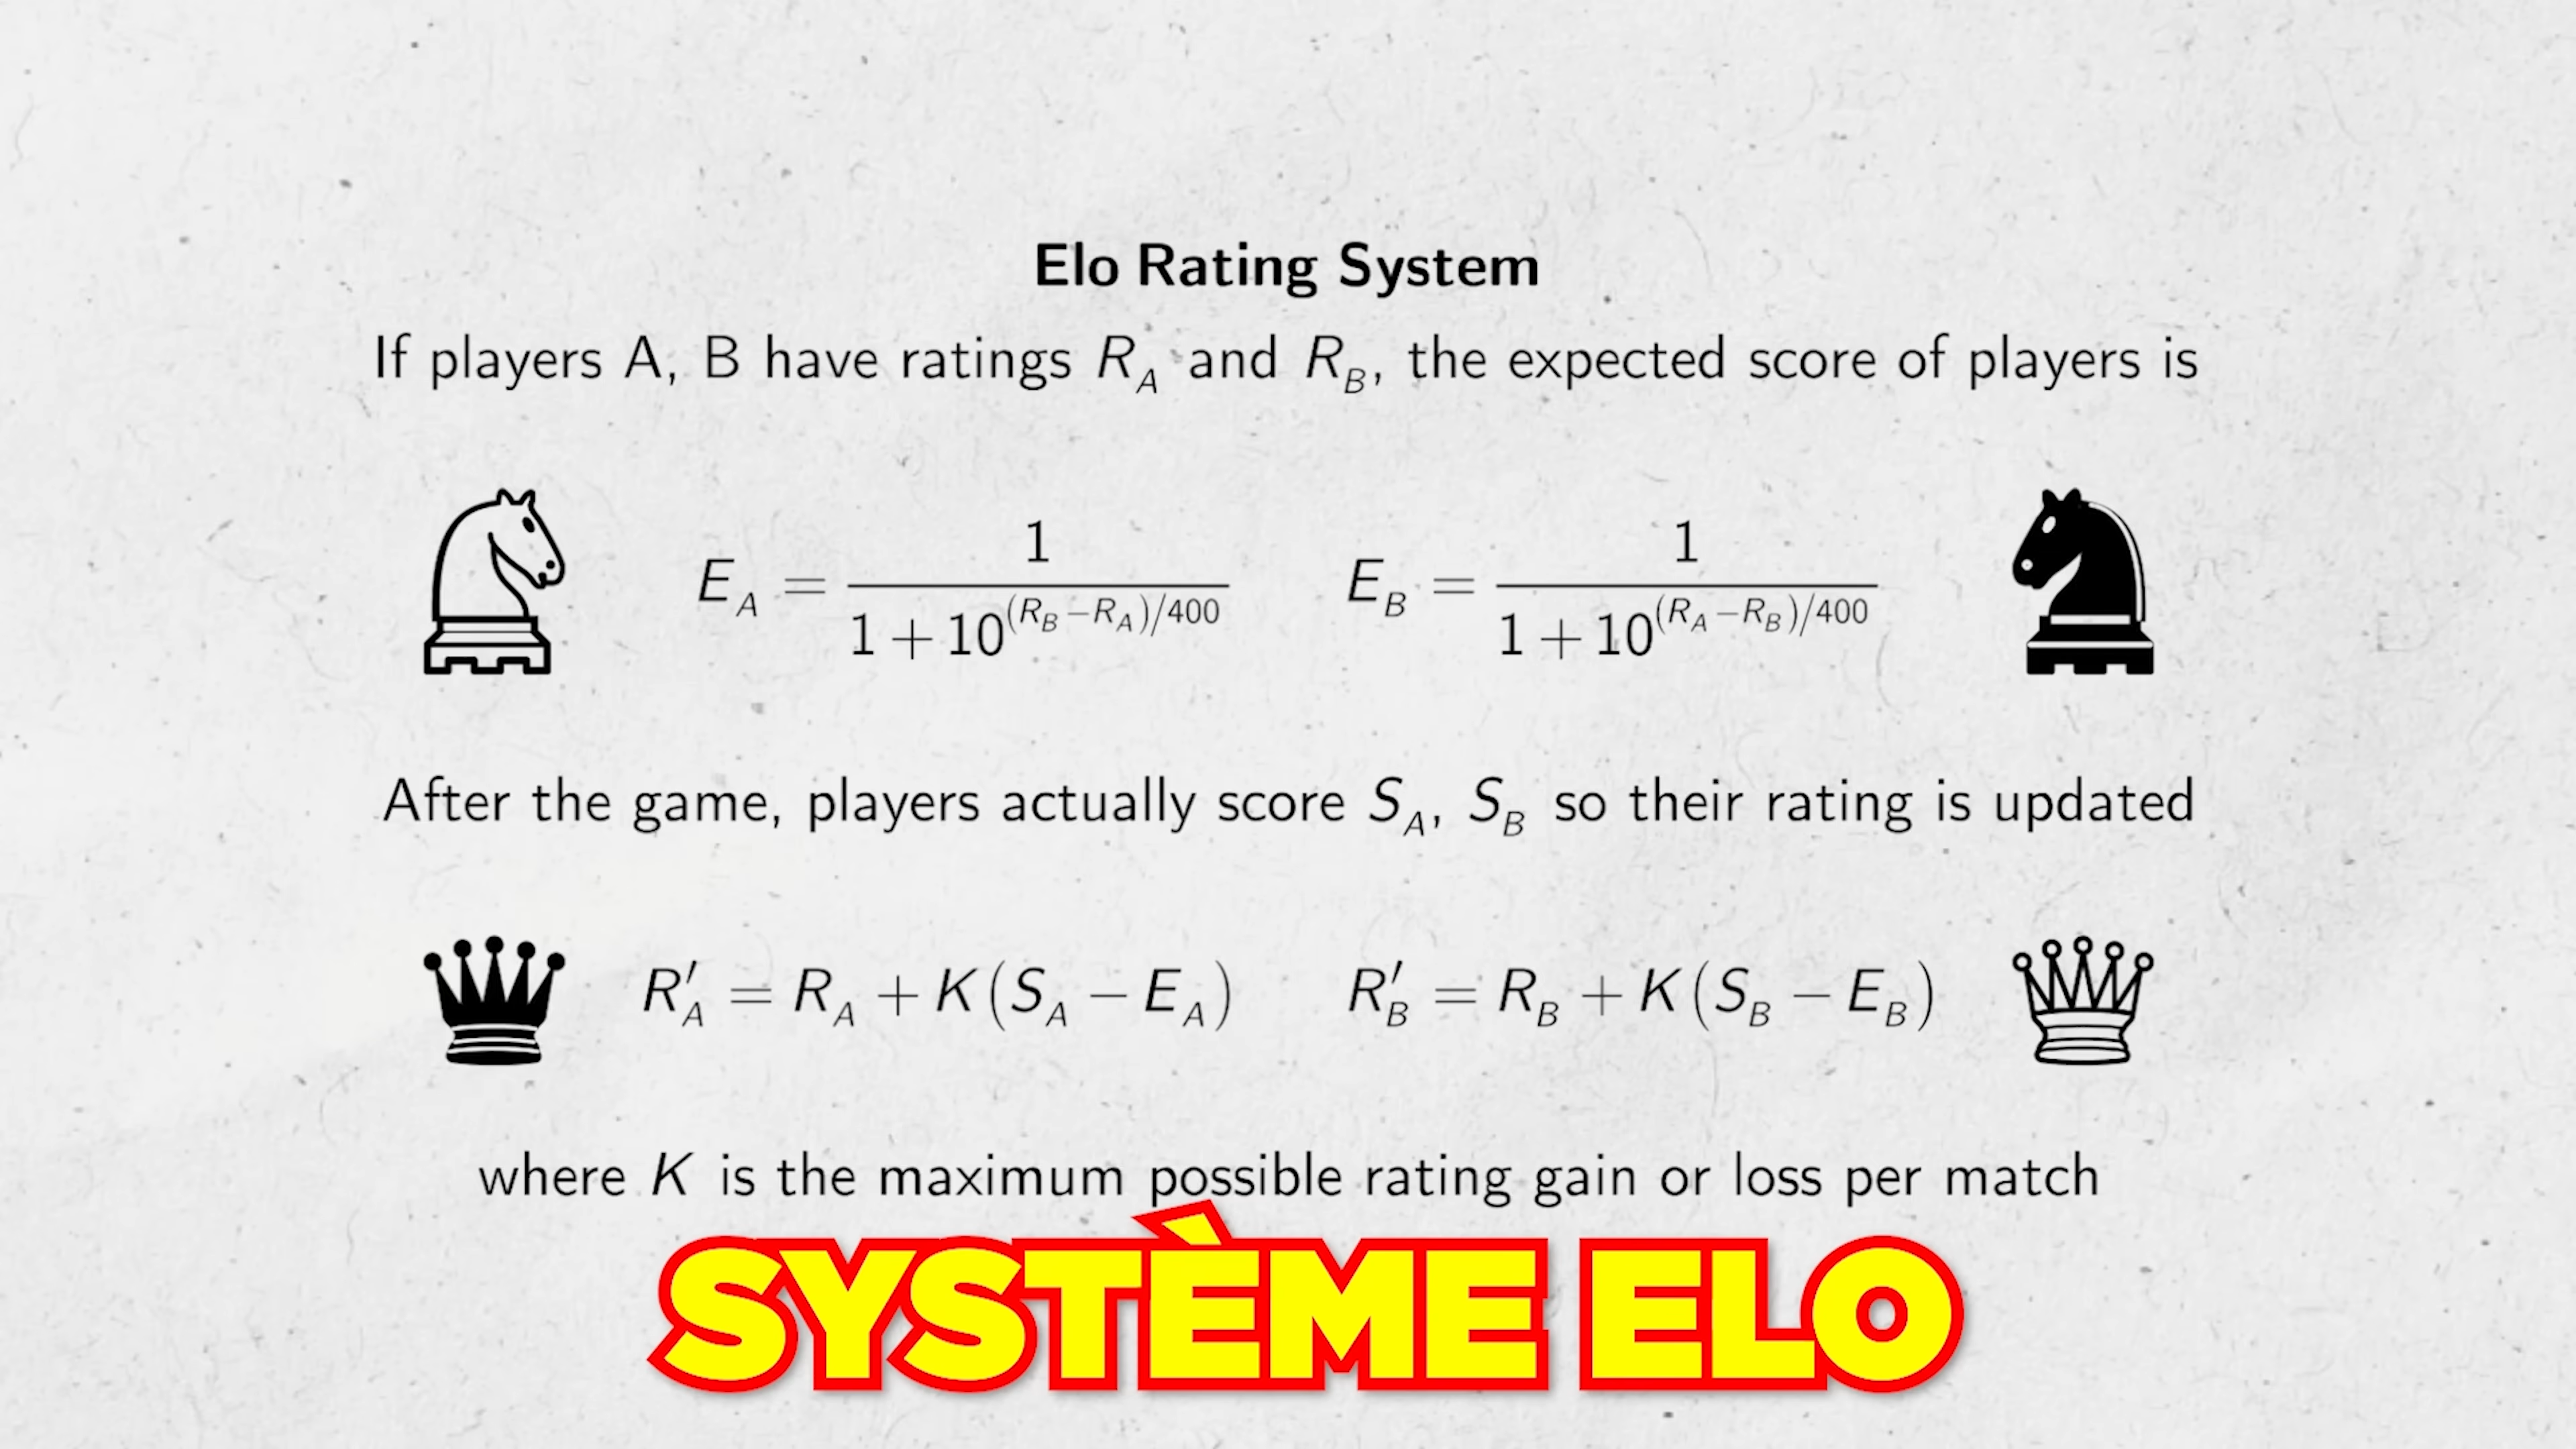 Elo Rating System
If players A, B have ratings R_A and R_B, the expected score of players is
E_A = 1 / (1 + 10^((R_B − R_A)/400))    E_B = 1 / (1 + 10^((R_A − R_B)/400))
After the game, players actually score S_A, S_B so their rating is updated
R'_A = R_A + K(S_A − E_A)    R'_B = R_B + K(S_B − E_B)
where K is the maximum possible rating gain or loss per match
SYSTÈME ELO